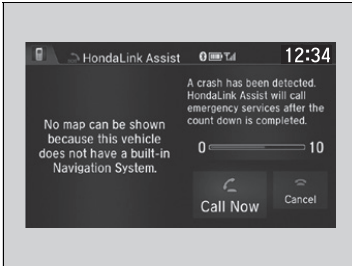 HondaLink Assist
12:34
No map can be shown
because this vehicle
does not have a built-in
Navigation System.
A crash has been detected.
HondaLink Assist will call
emergency services after the
count down is completed.
0 10
Call Now
Cancel